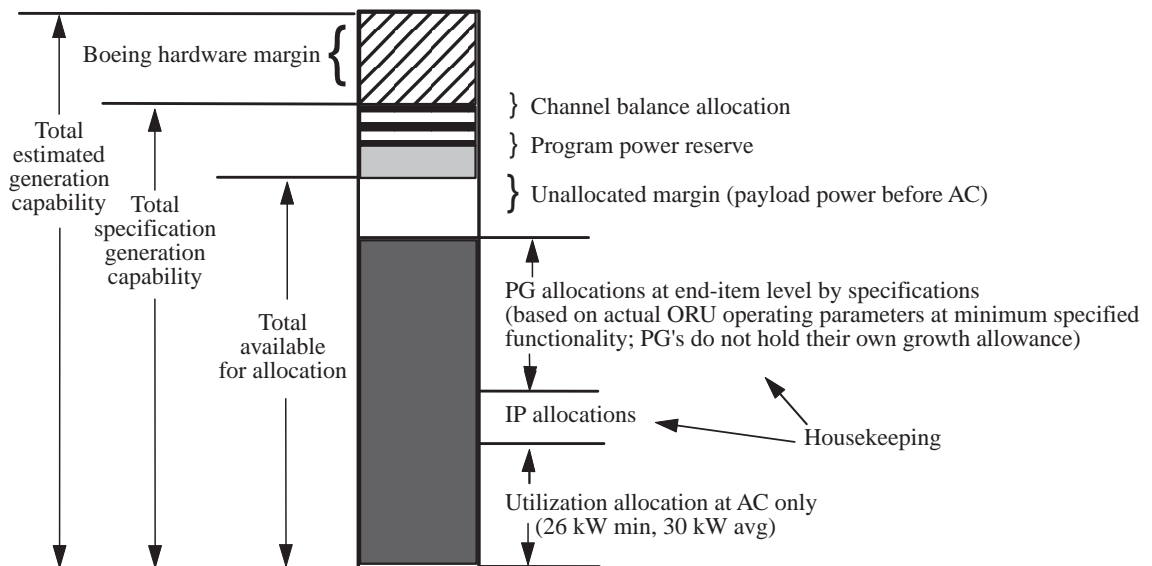 Boeing hardware margin
Channel balance allocation
Program power reserve
Unallocated margin (payload power before AC)
Total
estimated
generation
capability
Total
specification
generation
capability
Total
available
for allocation
PG allocations at end-item level by specifications
(based on actual ORU operating parameters at minimum specified
functionality; PG's do not hold their own growth allowance)
IP allocations
Housekeeping
Utilization allocation at AC only
(26 kW min, 30 kW avg)